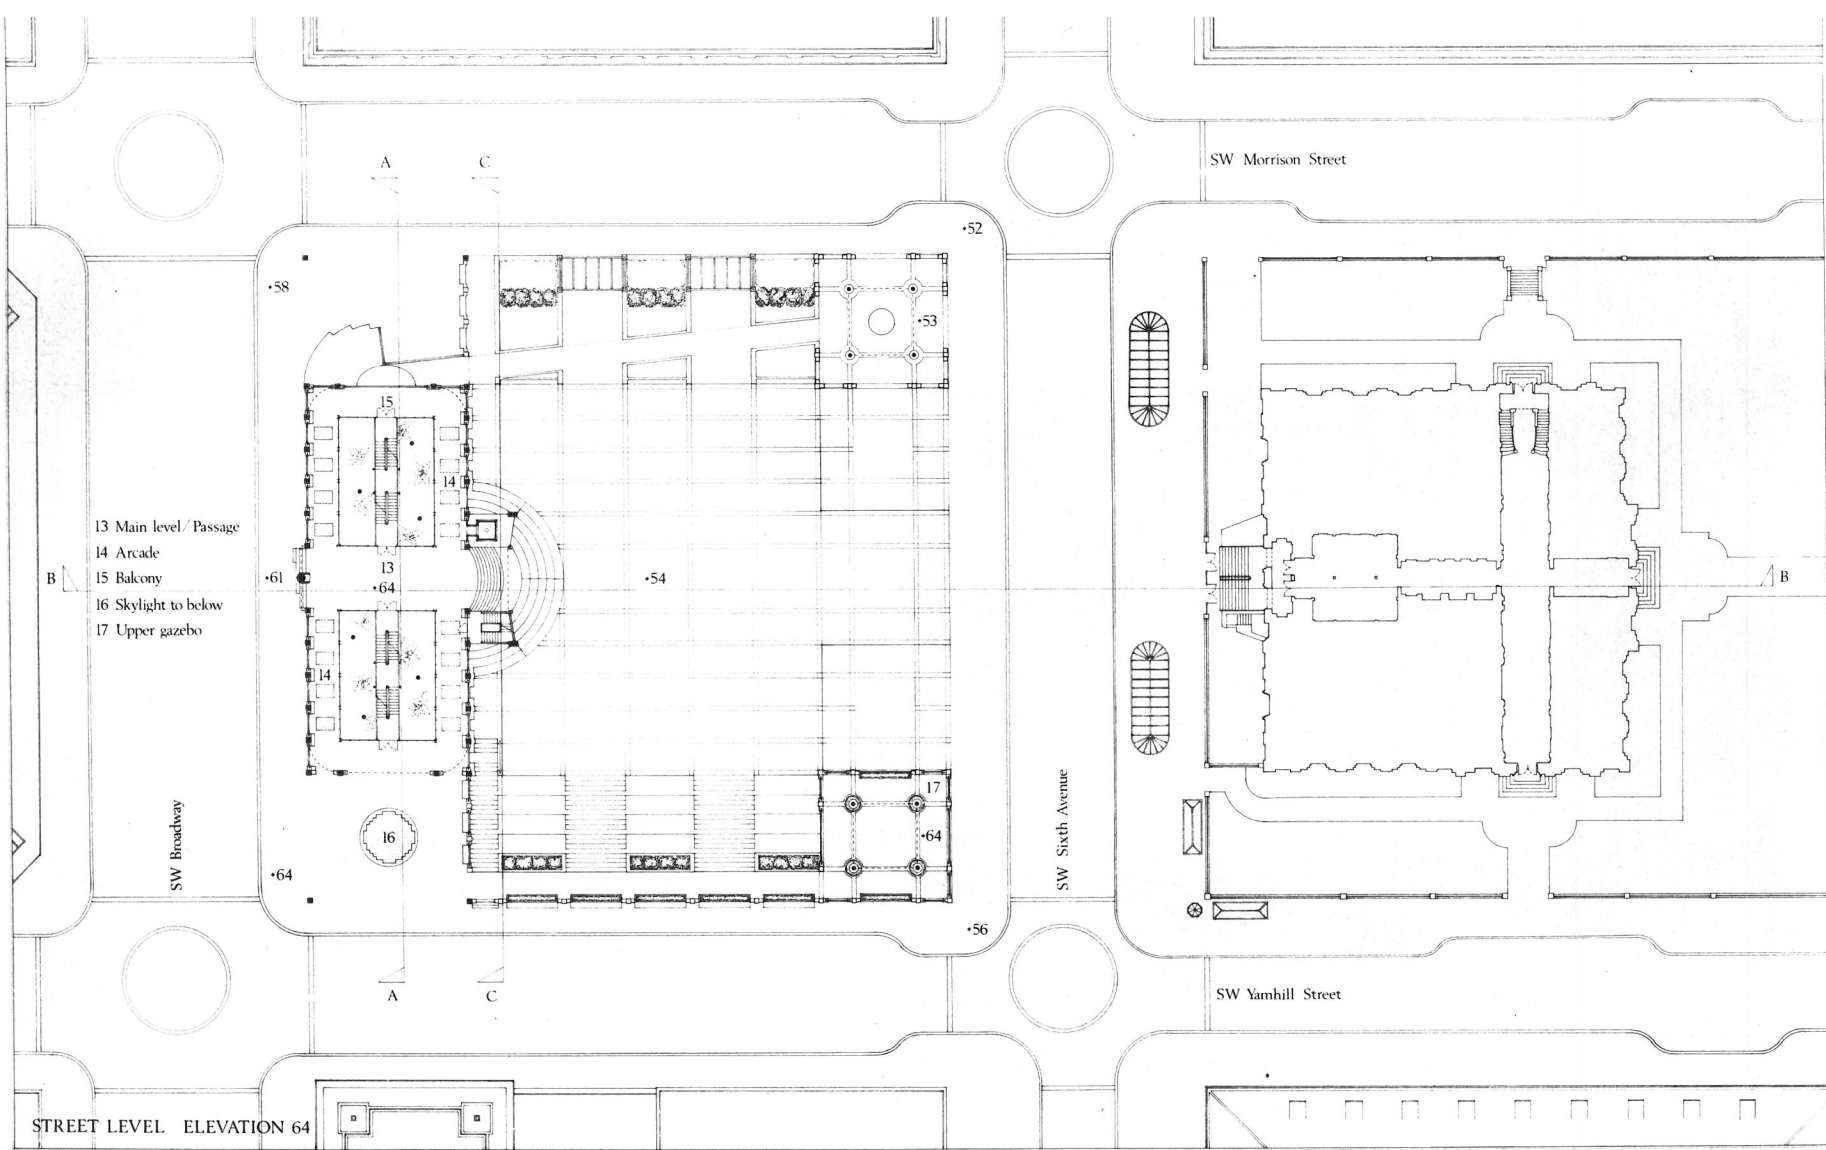 A
C
SW Morrison Street
+52
+58
+53
15
14
13 Main level/Passage
14 Arcade
15 Balcony
16 Skylight to below
17 Upper gazebo
B
+61
13
+64
+54
B
14
17
16
+64
+64
+56
SW Broadway
SW Sixth Avenue
A
C
SW Yamhill Street
STREET LEVEL ELEVATION 64